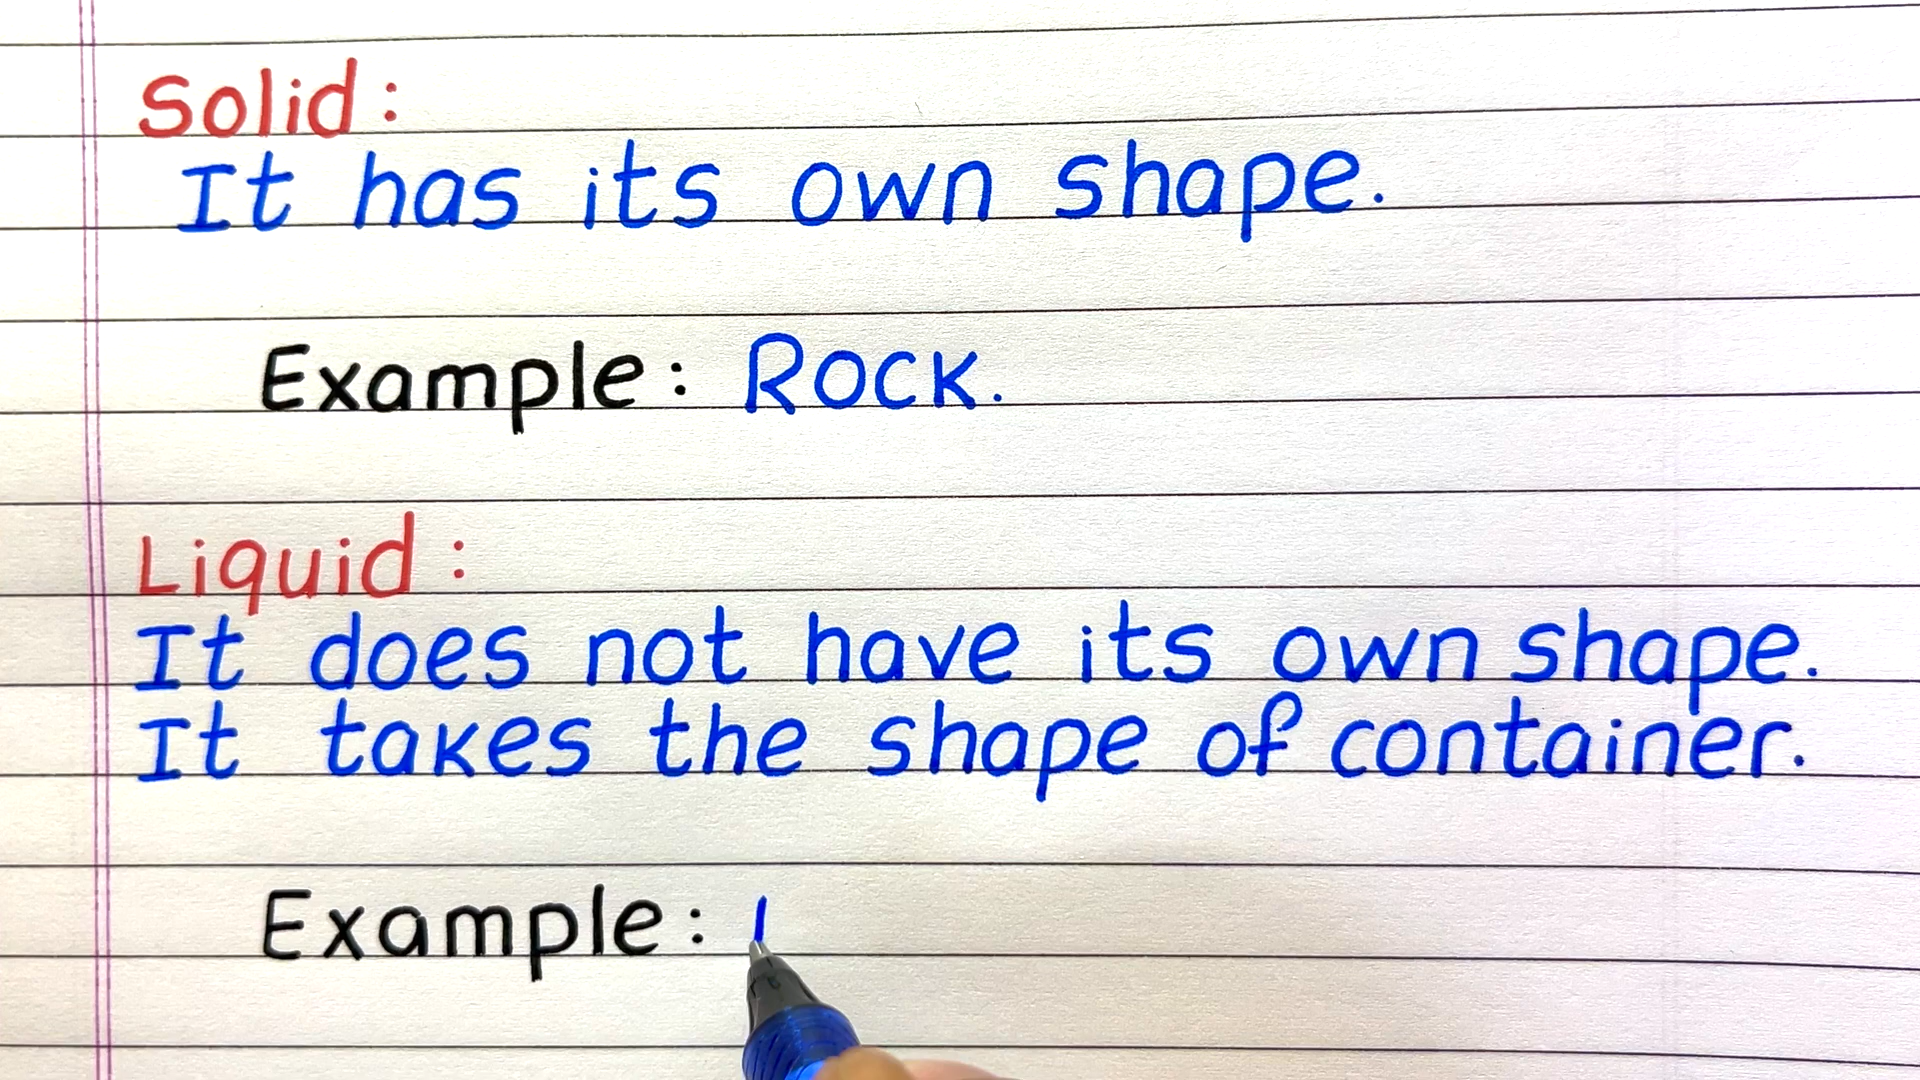 Solid:
It has its own shape.
Example: Rock.
Liquid:
It does not have its own shape.
It takes the shape of container.
Example: